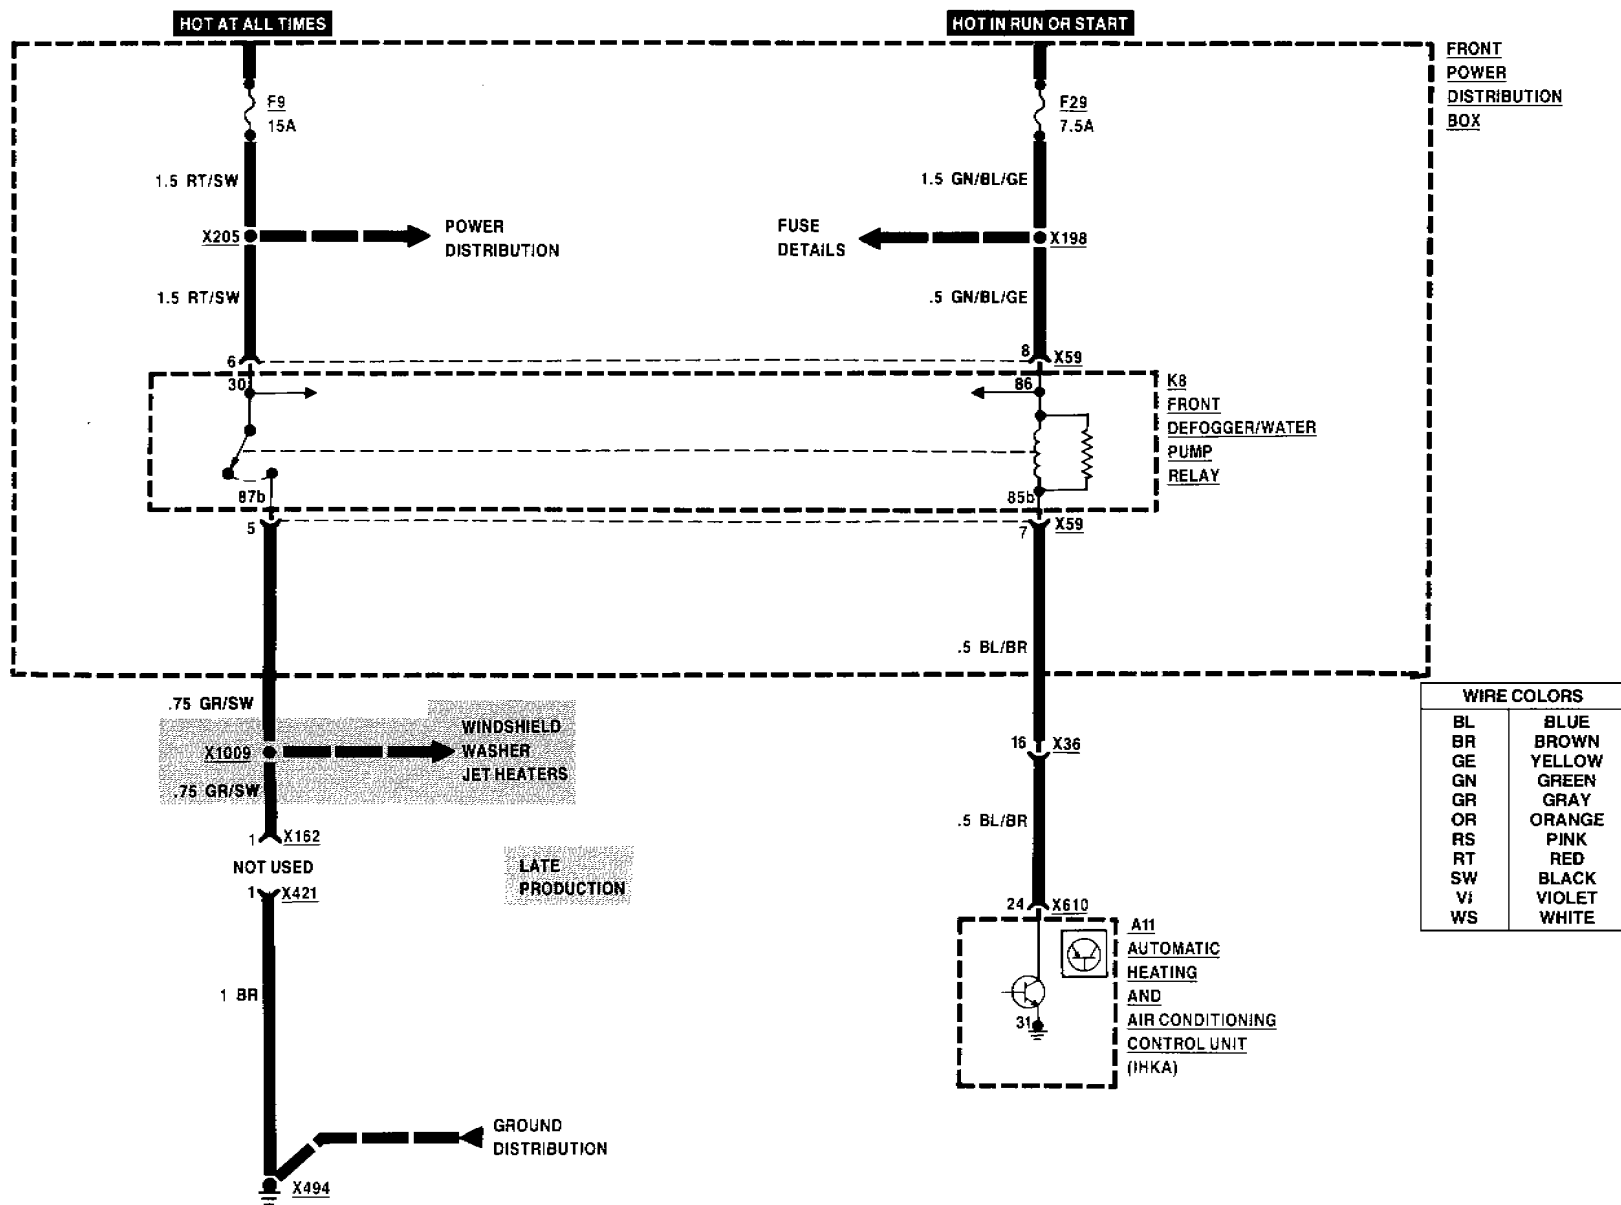 HOT AT ALL TIMES
HOT IN RUN OR START
FRONT
POWER
DISTRIBUTION
BOX
F9
15A
F29
7.5A
1.5 RT/SW
1.5 GN/BL/GE
X205
POWER
DISTRIBUTION
FUSE
DETAILS
X198
1.5 RT/SW
.5 GN/BL/GE
6
8
X59
30
86
K8
FRONT
DEFOGGER/WATER
PUMP
RELAY
87b
85b
5
7
X59
.5 BL/BR
.75 GR/SW
X1009
WINDSHIELD
WASHER
JET HEATERS
.75 GR/SW
16
X36
1
X162
NOT USED
1
X421
LATE
PRODUCTION
.5 BL/BR
24
X610
A11
AUTOMATIC
HEATING
AND
AIR CONDITIONING
CONTROL UNIT
(IHKA)
31
1 BR
GROUND
DISTRIBUTION
X494
WIRE COLORS
BL BLUE
BR BROWN
GE YELLOW
GN GREEN
GR GRAY
OR ORANGE
RS PINK
RT RED
SW BLACK
VI VIOLET
WS WHITE